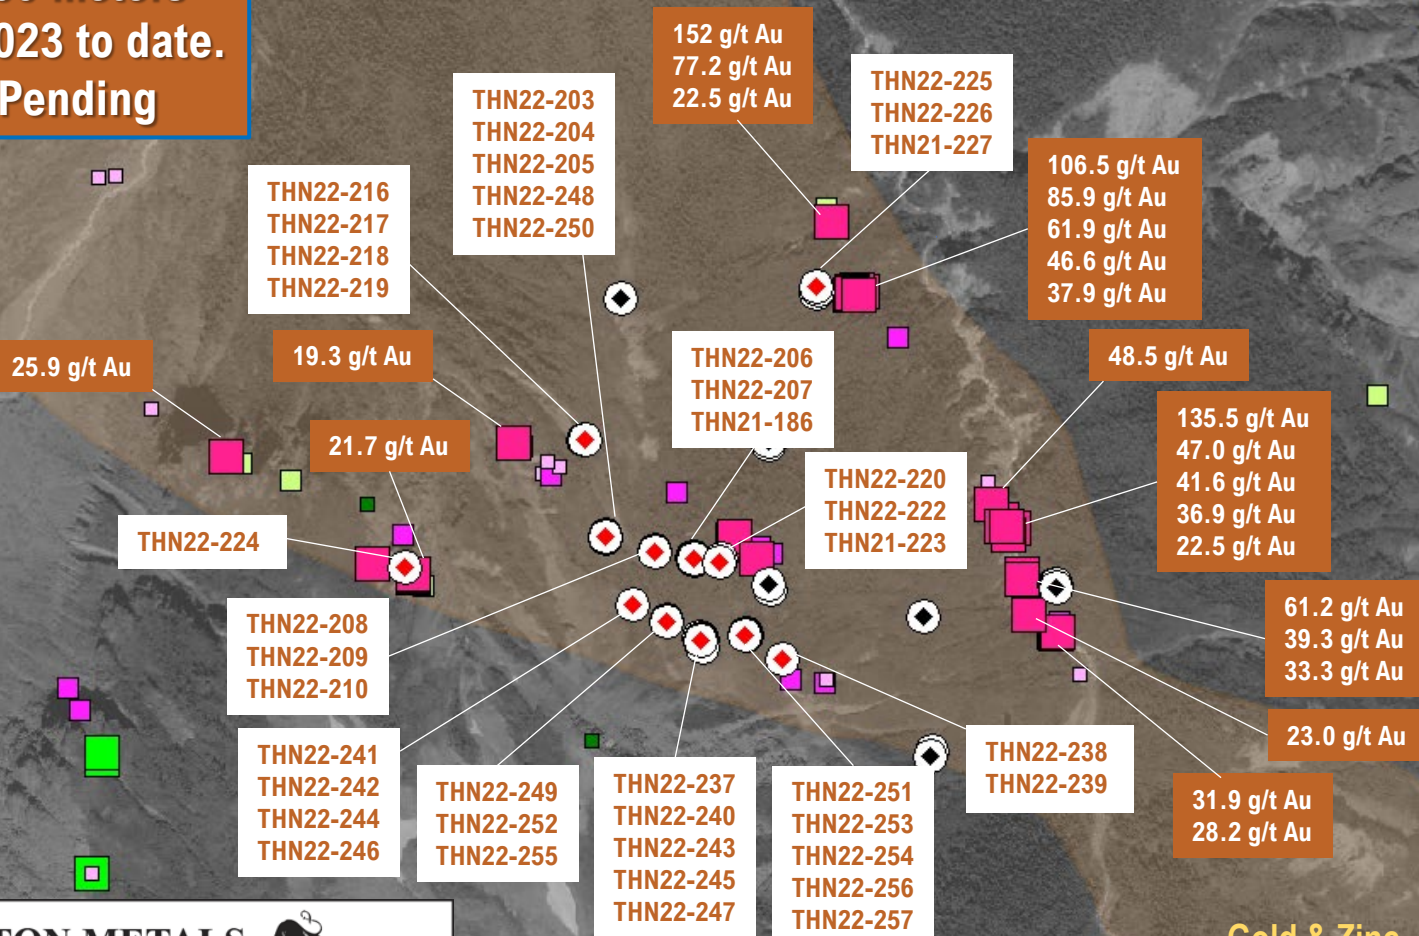 023 to date.
Pending
152 g/t Au
77.2 g/t Au
22.5 g/t Au
THN22-225
THN22-226
THN21-227
THN22-203
THN22-204
THN22-205
THN22-248
THN22-250
106.5 g/t Au
85.9 g/t Au
61.9 g/t Au
46.6 g/t Au
37.9 g/t Au
THN22-216
THN22-217
THN22-218
THN22-219
25.9 g/t Au
19.3 g/t Au
THN22-206
THN22-207
THN21-186
48.5 g/t Au
135.5 g/t Au
47.0 g/t Au
41.6 g/t Au
36.9 g/t Au
22.5 g/t Au
21.7 g/t Au
THN22-220
THN22-222
THN21-223
THN22-224
61.2 g/t Au
39.3 g/t Au
33.3 g/t Au
THN22-208
THN22-209
THN22-210
23.0 g/t Au
THN22-241
THN22-242
THN22-244
THN22-246
THN22-249
THN22-252
THN22-255
THN22-237
THN22-240
THN22-243
THN22-245
THN22-247
THN22-251
THN22-253
THN22-254
THN22-256
THN22-257
THN22-238
THN22-239
31.9 g/t Au
28.2 g/t Au
TON METALS
Gold & Zinc